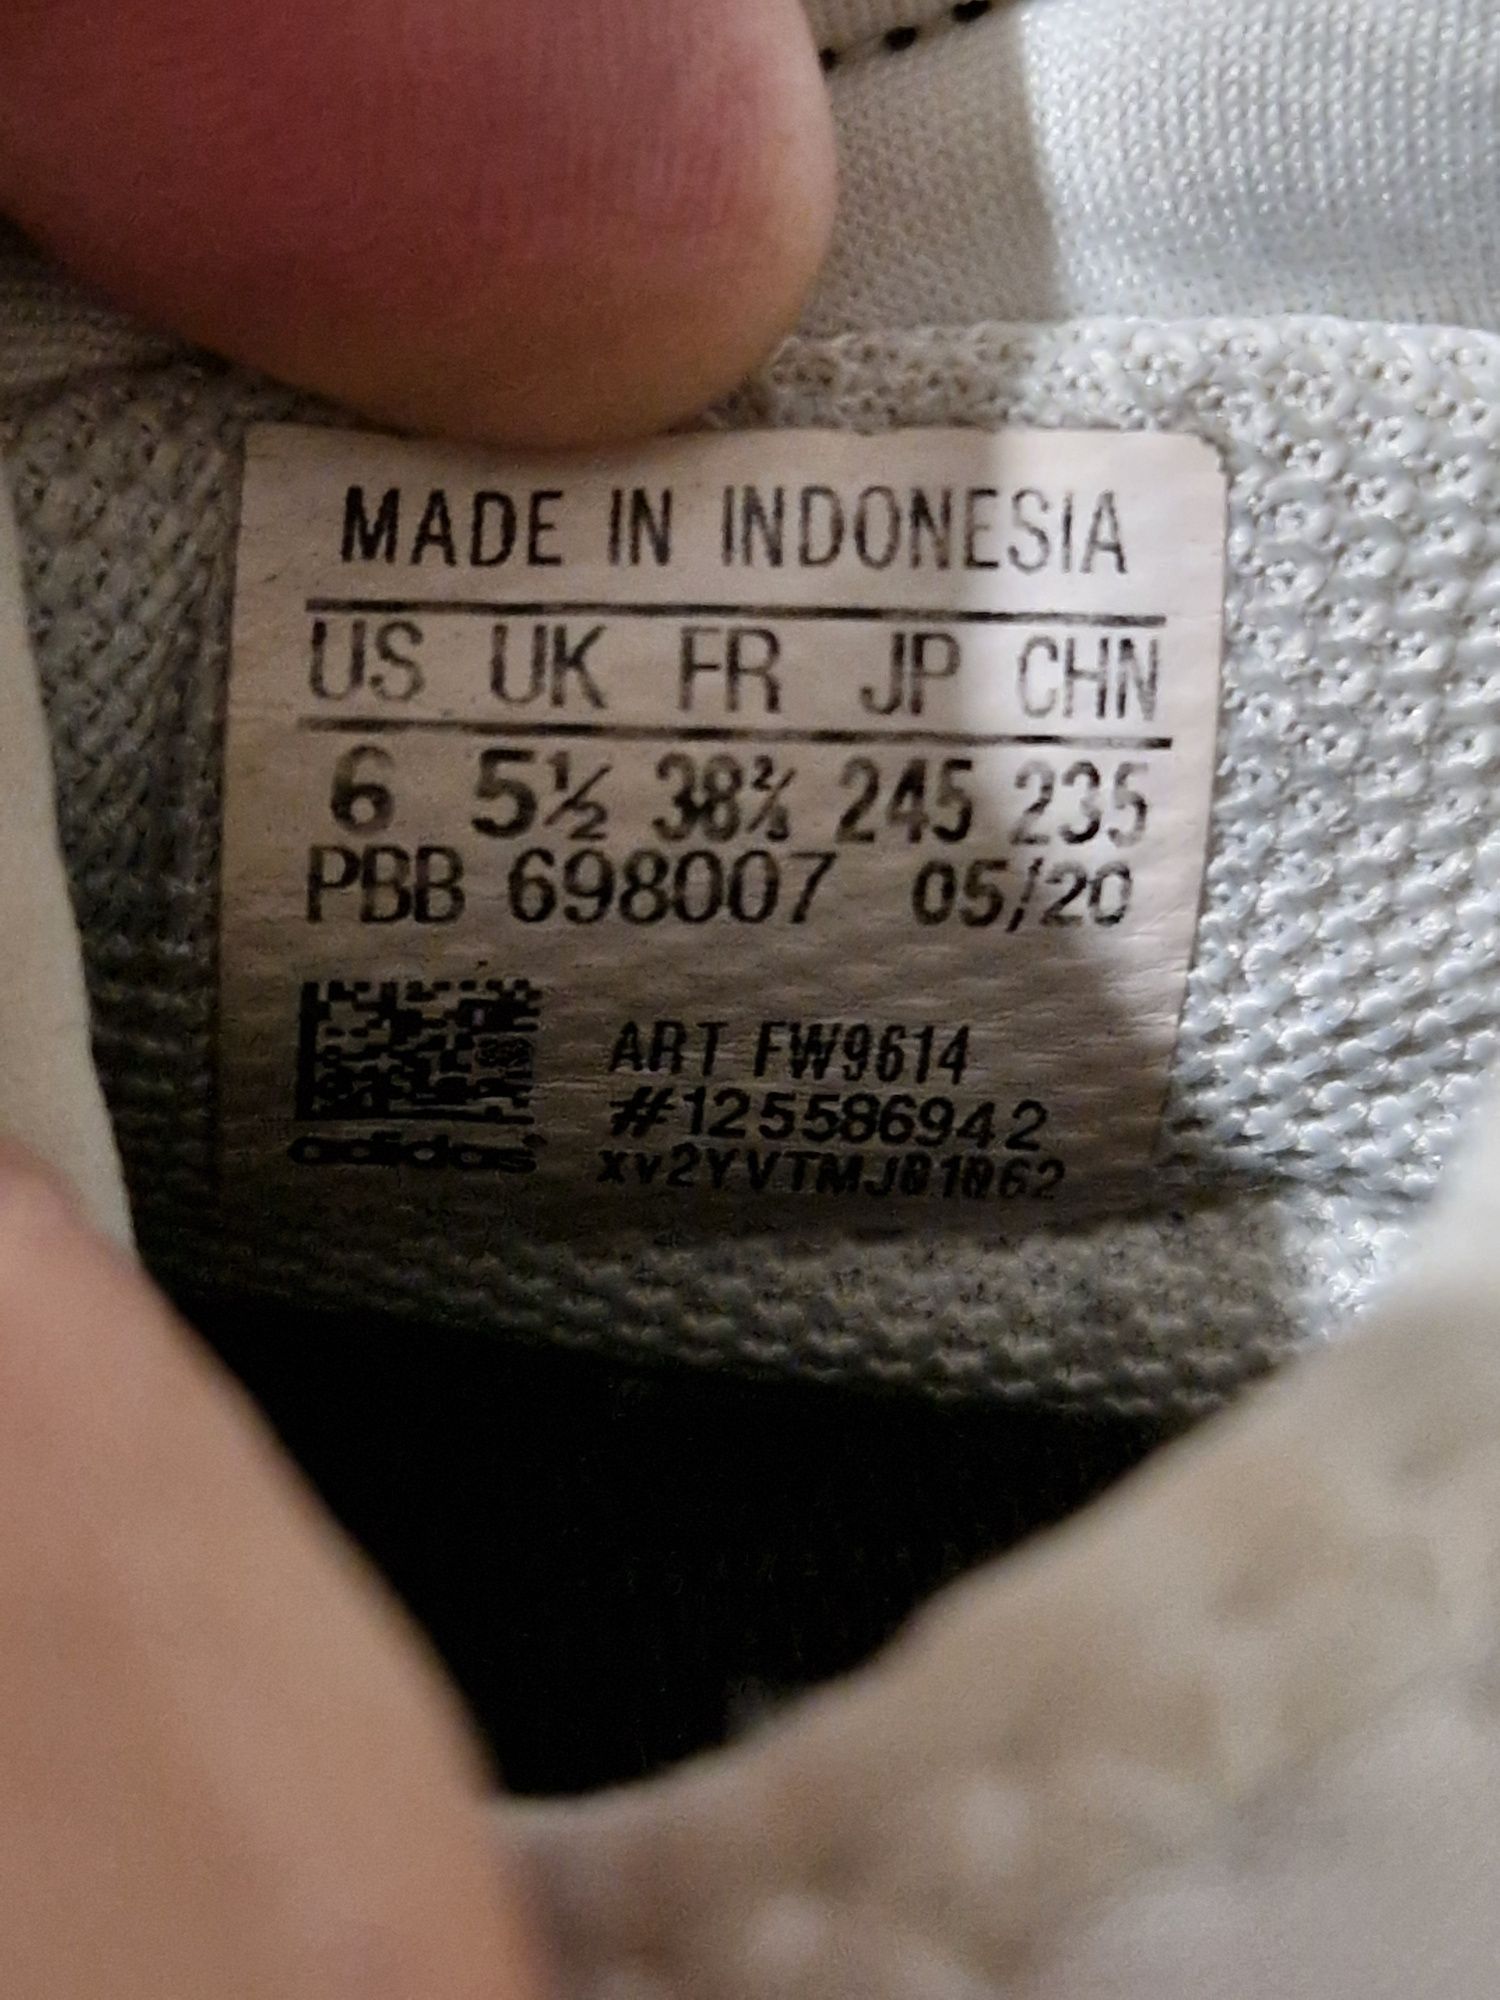 MADE IN INDONESIA
US UK FR JP CHN
6 5½ 38⅔ 245 235
PBB 698007 05/20
ART FW9614
#125586942
xv2YVTMJ01062
adidas